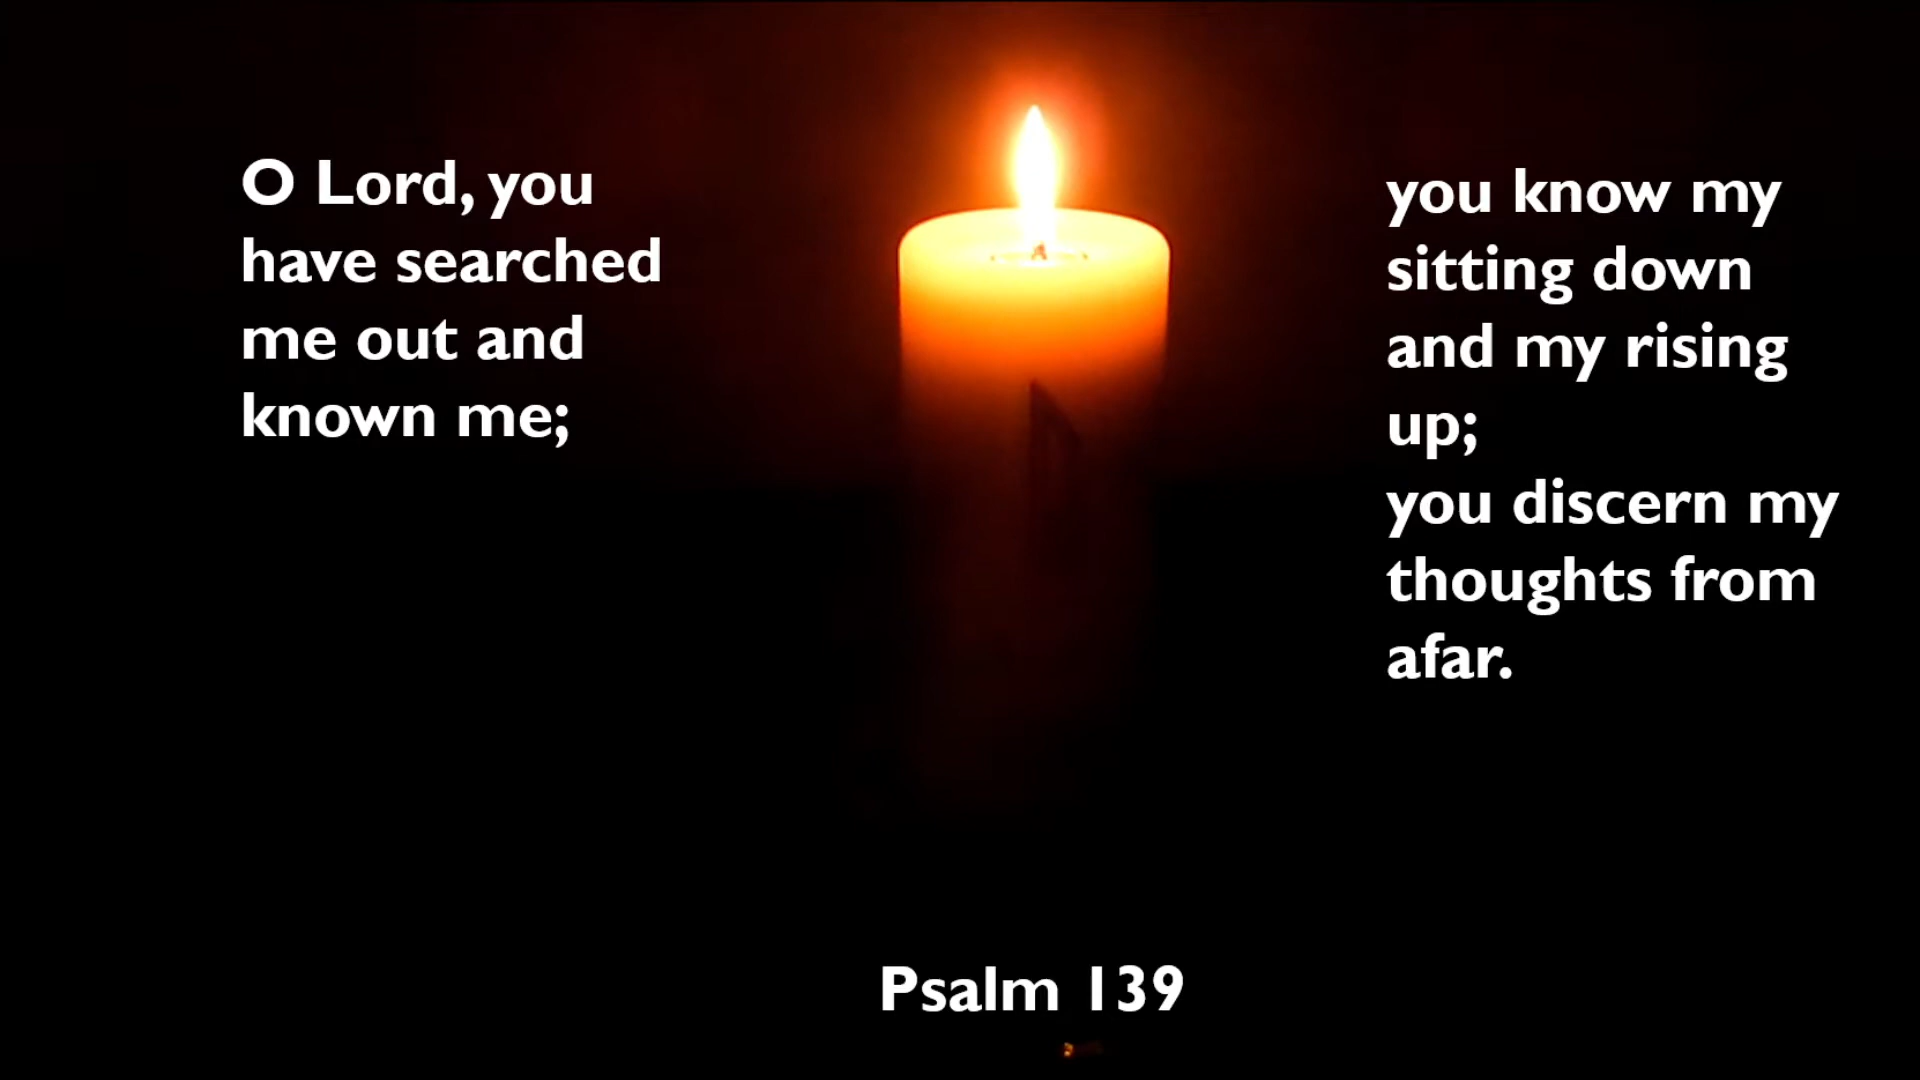 O Lord, you
have searched
me out and
known me;
you know my
sitting down
and my rising
up;
you discern my
thoughts from
afar.
Psalm 139